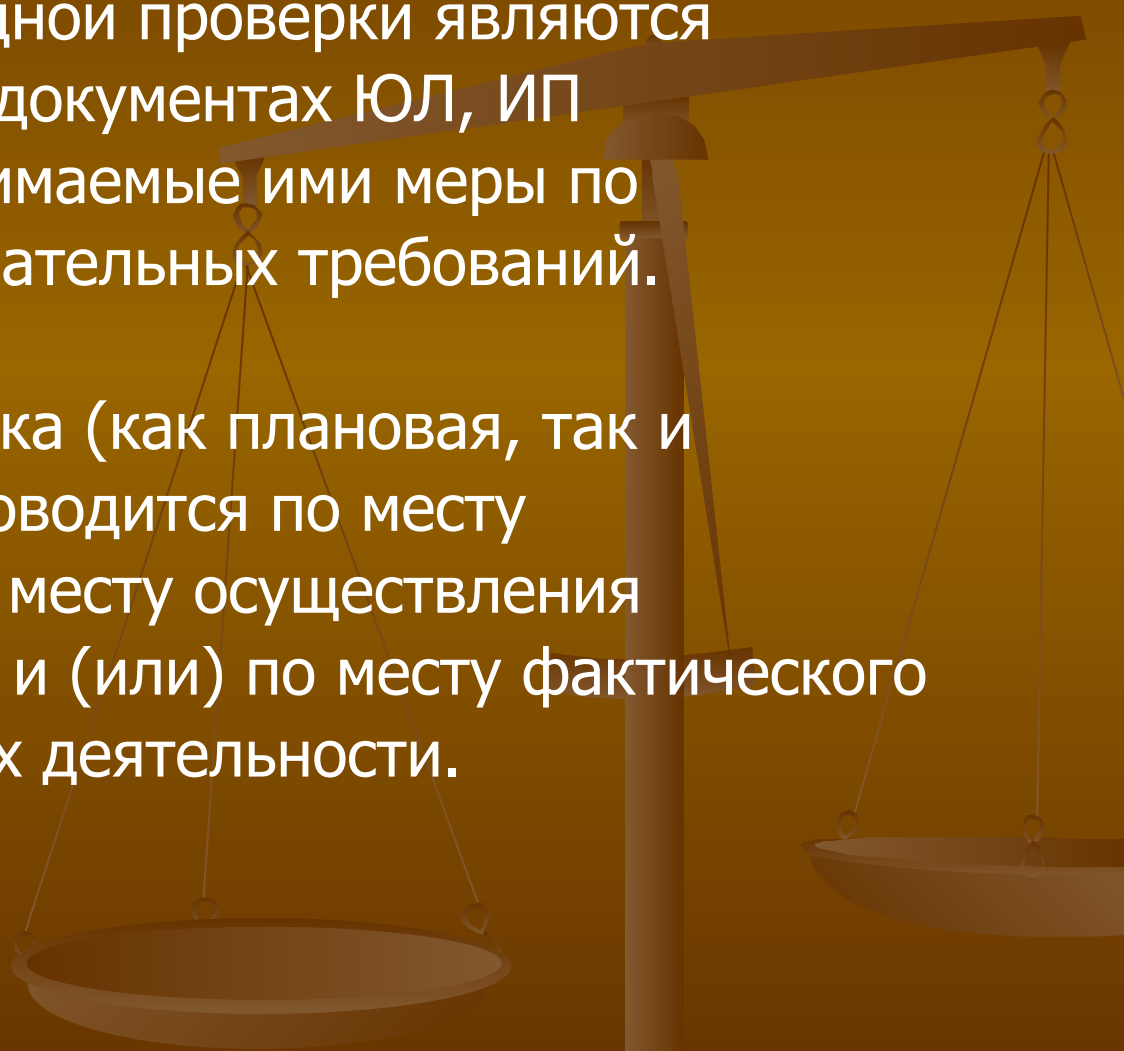 дной проверки являются
документах ЮЛ, ИП
имаемые ими меры по
ательных требований.
ка (как плановая, так и
оводится по месту
месту осуществления
и (или) по месту фактического
х деятельности.